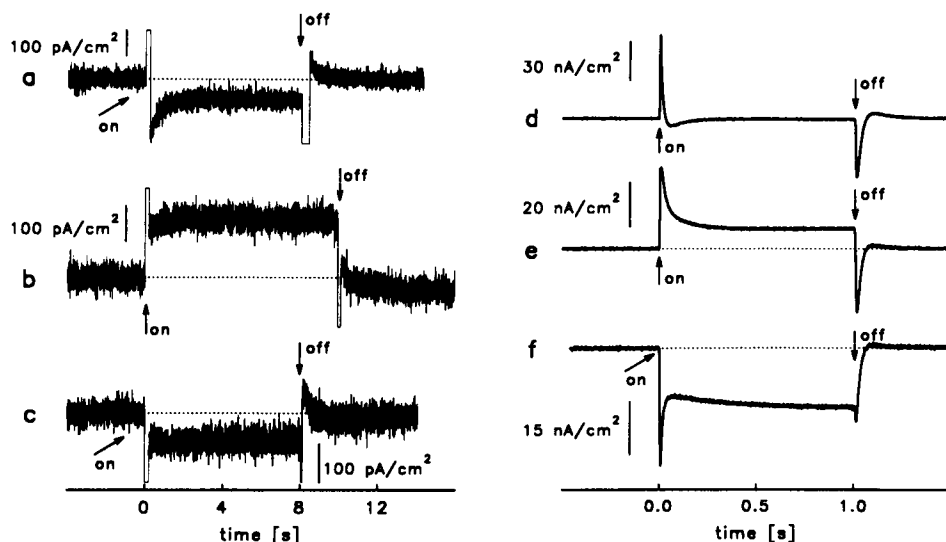 100 pA/cm²
a
on
off
100 pA/cm²
b
on
off
c
on
off
100 pA/cm²
0 4 8 12
time [s]
30 nA/cm²
d
on
off
20 nA/cm²
e
on
off
f
on
off
15 nA/cm²
0.0 0.5 1.0
time [s]